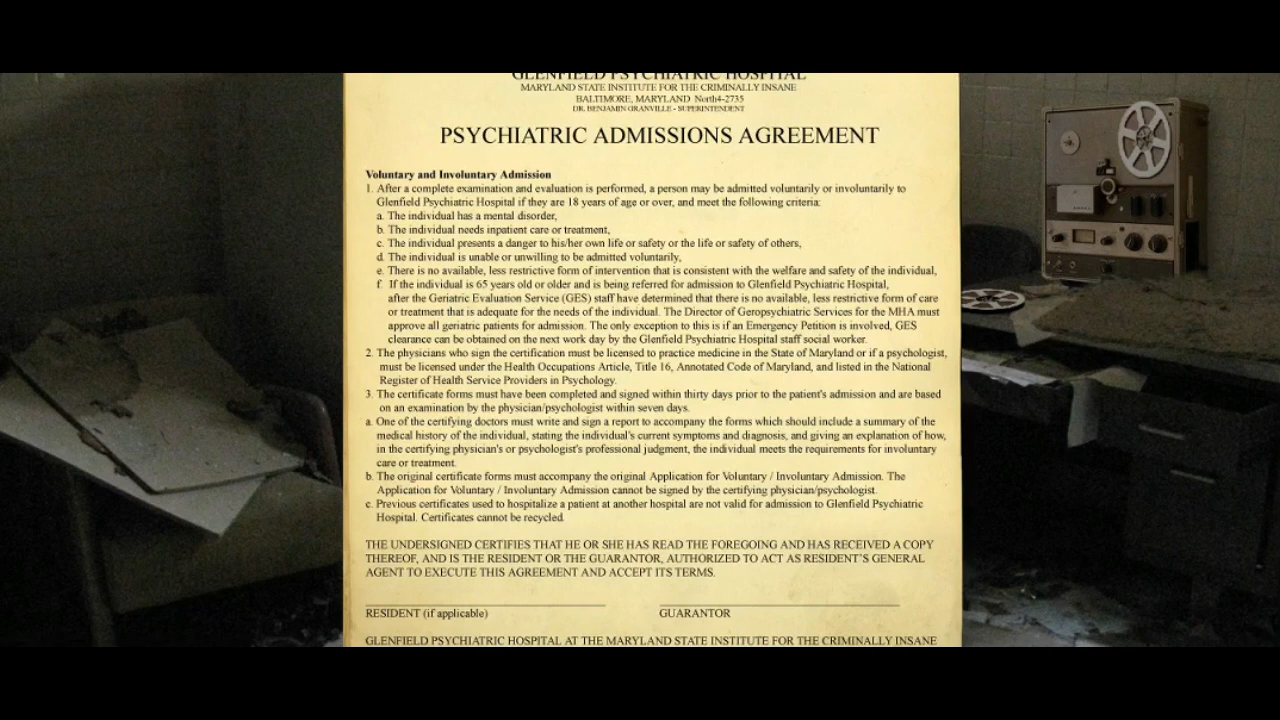 GLENFIELD PSYCHIATRIC HOSPITAL
MARYLAND STATE INSTITUTE FOR THE CRIMINALLY INSANE
BALTIMORE, MARYLAND North4-2735
DR. BENJAMIN GRANVILLE - SUPERINTENDENT
PSYCHIATRIC ADMISSIONS AGREEMENT
Voluntary and Involuntary Admission
1. After a complete examination and evaluation is performed, a person may be admitted voluntarily or involuntarily to
Glenfield Psychiatric Hospital if they are 18 years of age or over, and meet the following criteria:
a. The individual has a mental disorder,
b. The individual needs inpatient care or treatment,
c. The individual presents a danger to his/her own life or safety or the life or safety of others,
d. The individual is unable or unwilling to be admitted voluntarily,
e. There is no available, less restrictive form of intervention that is consistent with the welfare and safety of the individual,
f. If the individual is 65 years old or older and is being referred for admission to Glenfield Psychiatric Hospital,
after the Geriatric Evaluation Service (GES) staff have determined that there is no available, less restrictive form of care
or treatment that is adequate for the needs of the individual. The Director of Geropsychiatric Services for the MHA must
approve all geriatric patients for admission. The only exception to this is if an Emergency Petition is involved, GES
clearance can be obtained on the next work day by the Glenfield Psychiatric Hospital staff social worker.
2. The physicians who sign the certification must be licensed to practice medicine in the State of Maryland or if a psychologist,
must be licensed under the Health Occupations Article, Title 16, Annotated Code of Maryland, and listed in the National
Register of Health Service Providers in Psychology.
3. The certificate forms must have been completed and signed within thirty days prior to the patient's admission and are based
on an examination by the physician/psychologist within seven days.
a. One of the certifying doctors must write and sign a report to accompany the forms which should include a summary of the
medical history of the individual, stating the individual's current symptoms and diagnosis, and giving an explanation of how,
in the certifying physician's or psychologist's professional judgment, the individual meets the requirements for involuntary
care or treatment.
b. The original certificate forms must accompany the original Application for Voluntary / Involuntary Admission. The
Application for Voluntary / Involuntary Admission cannot be signed by the certifying physician/psychologist.
c. Previous certificates used to hospitalize a patient at another hospital are not valid for admission to Glenfield Psychiatric
Hospital. Certificates cannot be recycled.
THE UNDERSIGNED CERTIFIES THAT HE OR SHE HAS READ THE FOREGOING AND HAS RECEIVED A COPY
THEREOF, AND IS THE RESIDENT OR THE GUARANTOR, AUTHORIZED TO ACT AS RESIDENT'S GENERAL
AGENT TO EXECUTE THIS AGREEMENT AND ACCEPT ITS TERMS.
RESIDENT (if applicable) GUARANTOR
GLENFIELD PSYCHIATRIC HOSPITAL AT THE MARYLAND STATE INSTITUTE FOR THE CRIMINALLY INSANE